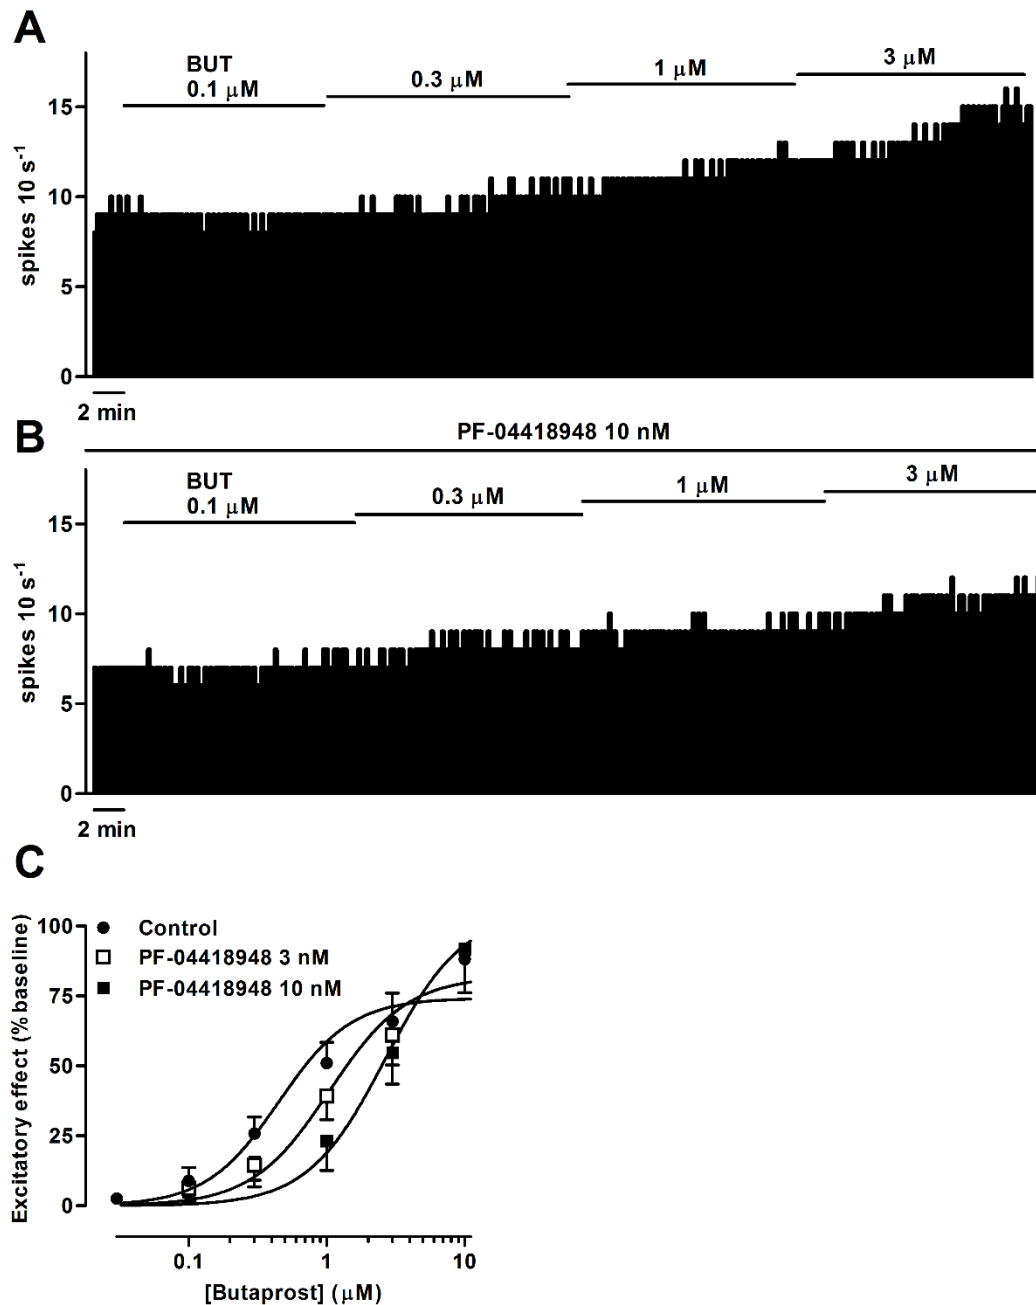 A
BUT
0.1 μM
0.3 μM
1 μM
3 μM
spikes 10 s-1
15
10
5
0
2 min
B
PF-04418948 10 nM
BUT
0.1 μM
0.3 μM
1 μM
3 μM
spikes 10 s-1
15
10
5
0
2 min
C
Excitatory effect (% baseline)
100
75
50
25
0
Control
PF-04418948 3 nM
PF-04418948 10 nM
0.1 1 10
[Butaprost] (μM)